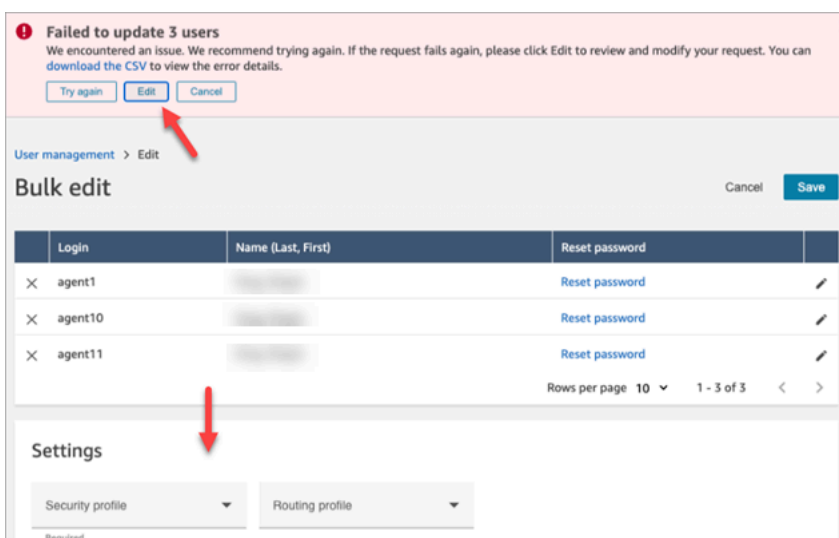 Failed to update 3 users
We encountered an issue. We recommend trying again. If the request fails again, please click Edit to review and modify your request. You can
download the CSV to view the error details.
Try again Edit Cancel
User management > Edit
Bulk edit Cancel Save
Login Name (Last, First) Reset password
agent1 Reset password
agent10 Reset password
agent11 Reset password
Rows per page 10 1 - 3 of 3 < >
Settings
Security profile Routing profile
Required